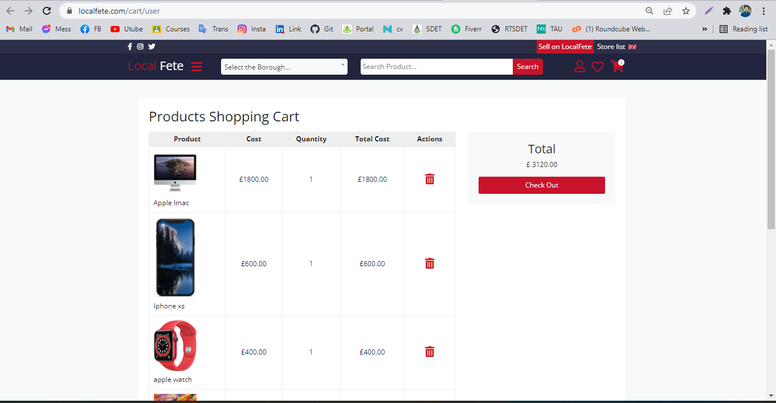 localfete.com/cart/user
Mail Mess FB Utube Courses Trans Insta Link Git Portal cv SDET Fiverr RTSDET TAU (1) Roundcube Web... » Reading list
Sell on LocalFete Store list
Local Fete Select the Borough... Search Product... Search
Products Shopping Cart
Product Cost Quantity Total Cost Actions
£1800.00 1 £1800.00
Apple Imac
£600.00 1 £600.00
Iphone xs
£400.00 1 £400.00
apple watch
Total
£ 3120.00
Check Out